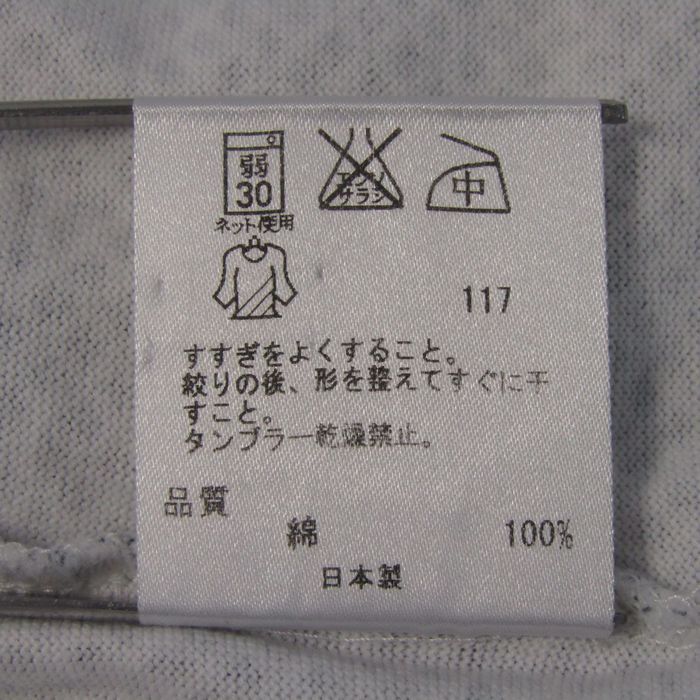 弱
30
エンソ
サラシ
中
ネット使用
117
すすぎをよくすること。
絞りの後、形を整えてすぐに干
すこと。
タンブラー乾燥禁止。
品質
綿 100%
日本製